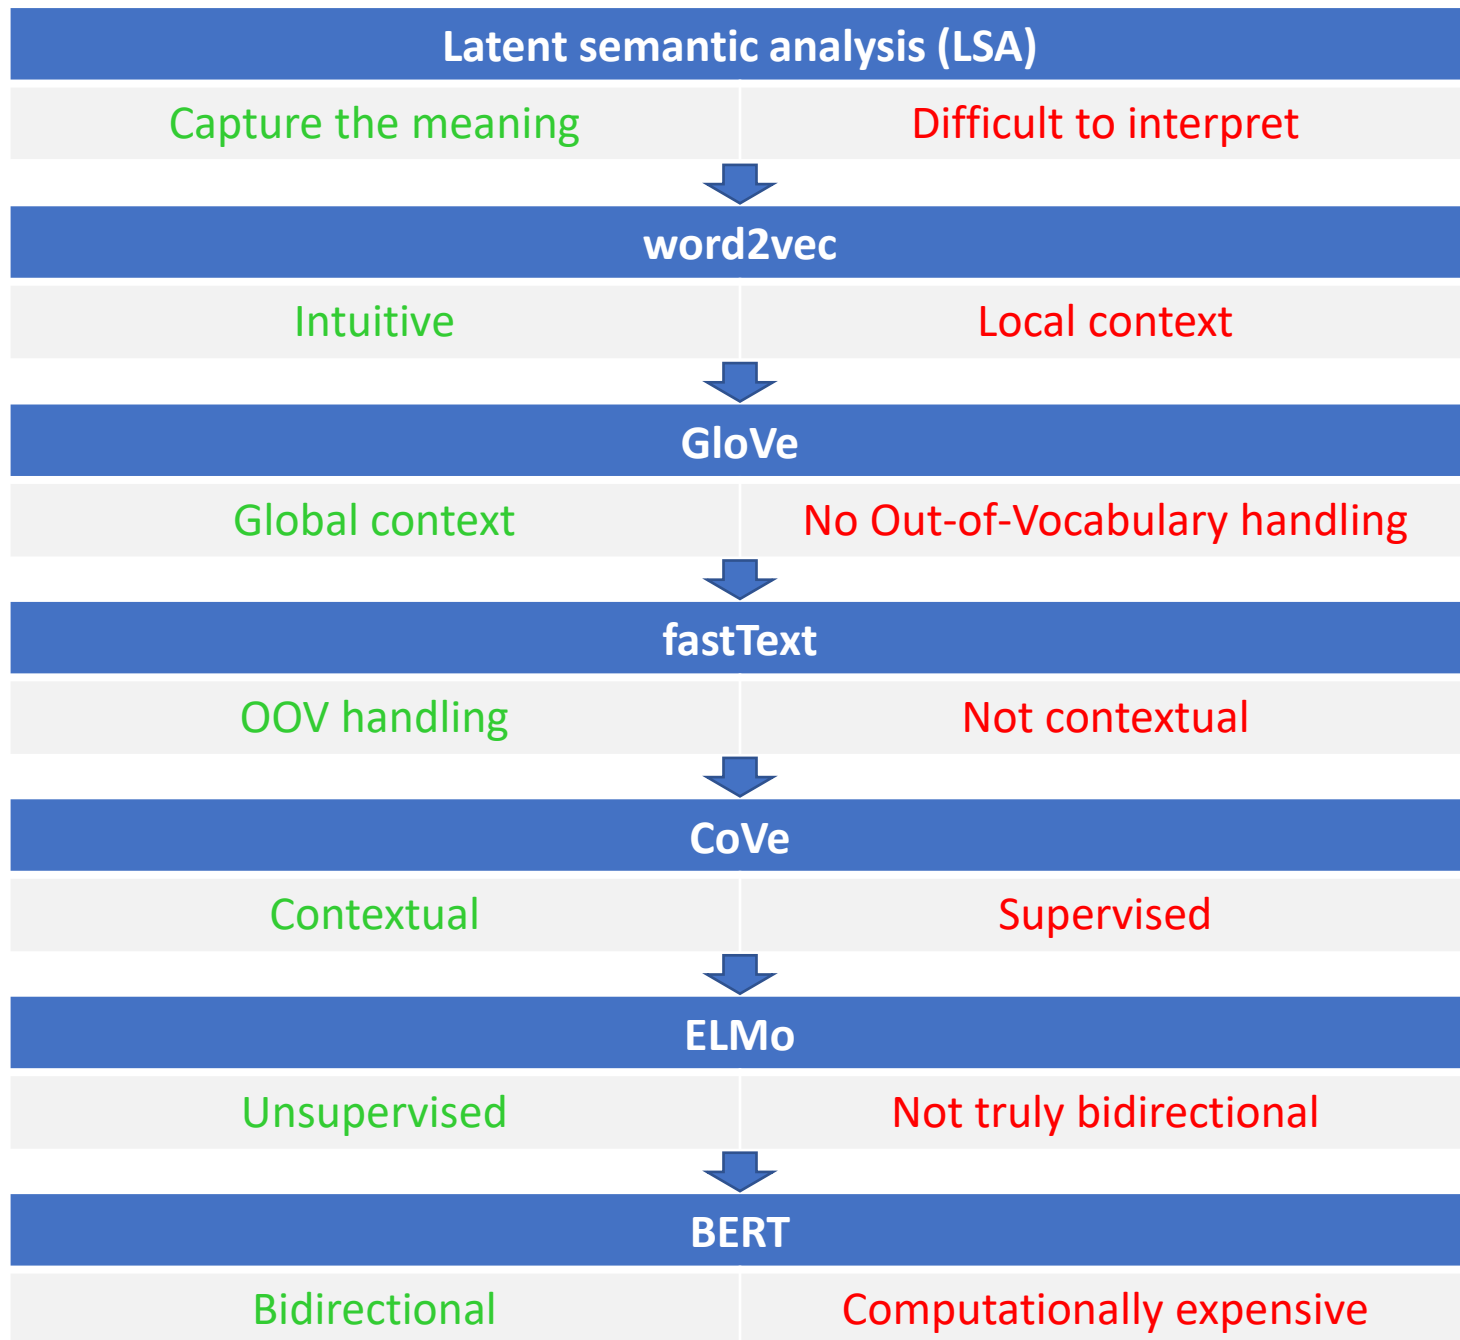 Latent semantic analysis (LSA)
Capture the meaning
Difficult to interpret
word2vec
Intuitive
Local context
GloVe
Global context
No Out-of-Vocabulary handling
fastText
OOV handling
Not contextual
CoVe
Contextual
Supervised
ELMo
Unsupervised
Not truly bidirectional
BERT
Bidirectional
Computationally expensive